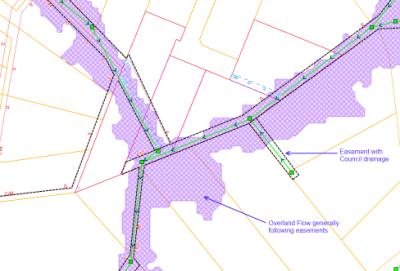 Easement with
Council drainage
Overland Flow generally
following easements